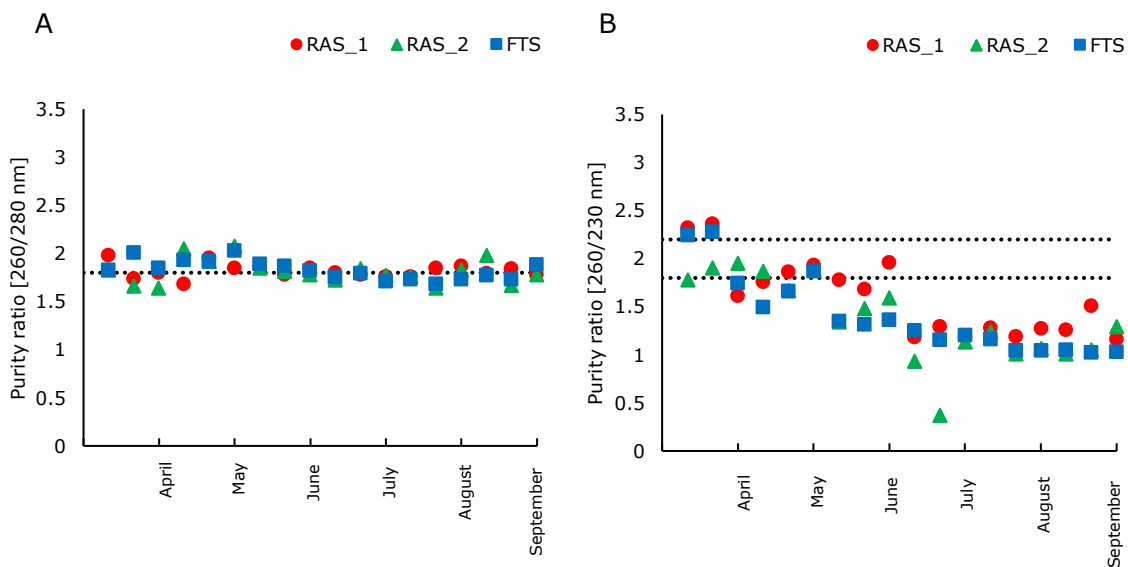 A
RAS_1 RAS_2 FTS
Purity ratio [260/280 nm]
3.5
3
2.5
2
1.5
1
0.5
0
April
May
June
July
August
September
B
RAS_1 RAS_2 FTS
Purity ratio [260/230 nm]
3.5
3
2.5
2
1.5
1
0.5
0
April
May
June
July
August
September